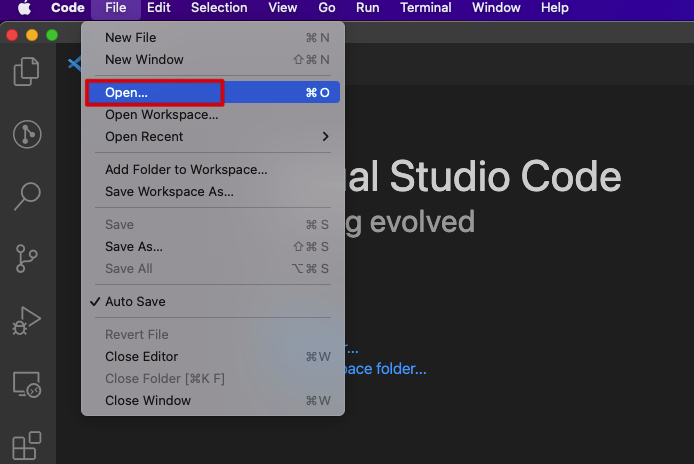 Code File Edit Selection View Go Run Terminal Window Help
New File ⌘ N
New Window ⇧ ⌘ N
Open... ⌘ O
Open Workspace...
Open Recent
Add Folder to Workspace...
Save Workspace As...
Save ⌘ S
Save As... ⇧ ⌘ S
Save All ⌥ ⌘ S
✓ Auto Save
Revert File
Close Editor ⌘W
Close Folder [⌘K F]
Close Window ⌘W
ual Studio Code
g evolved
r...
pace folder...